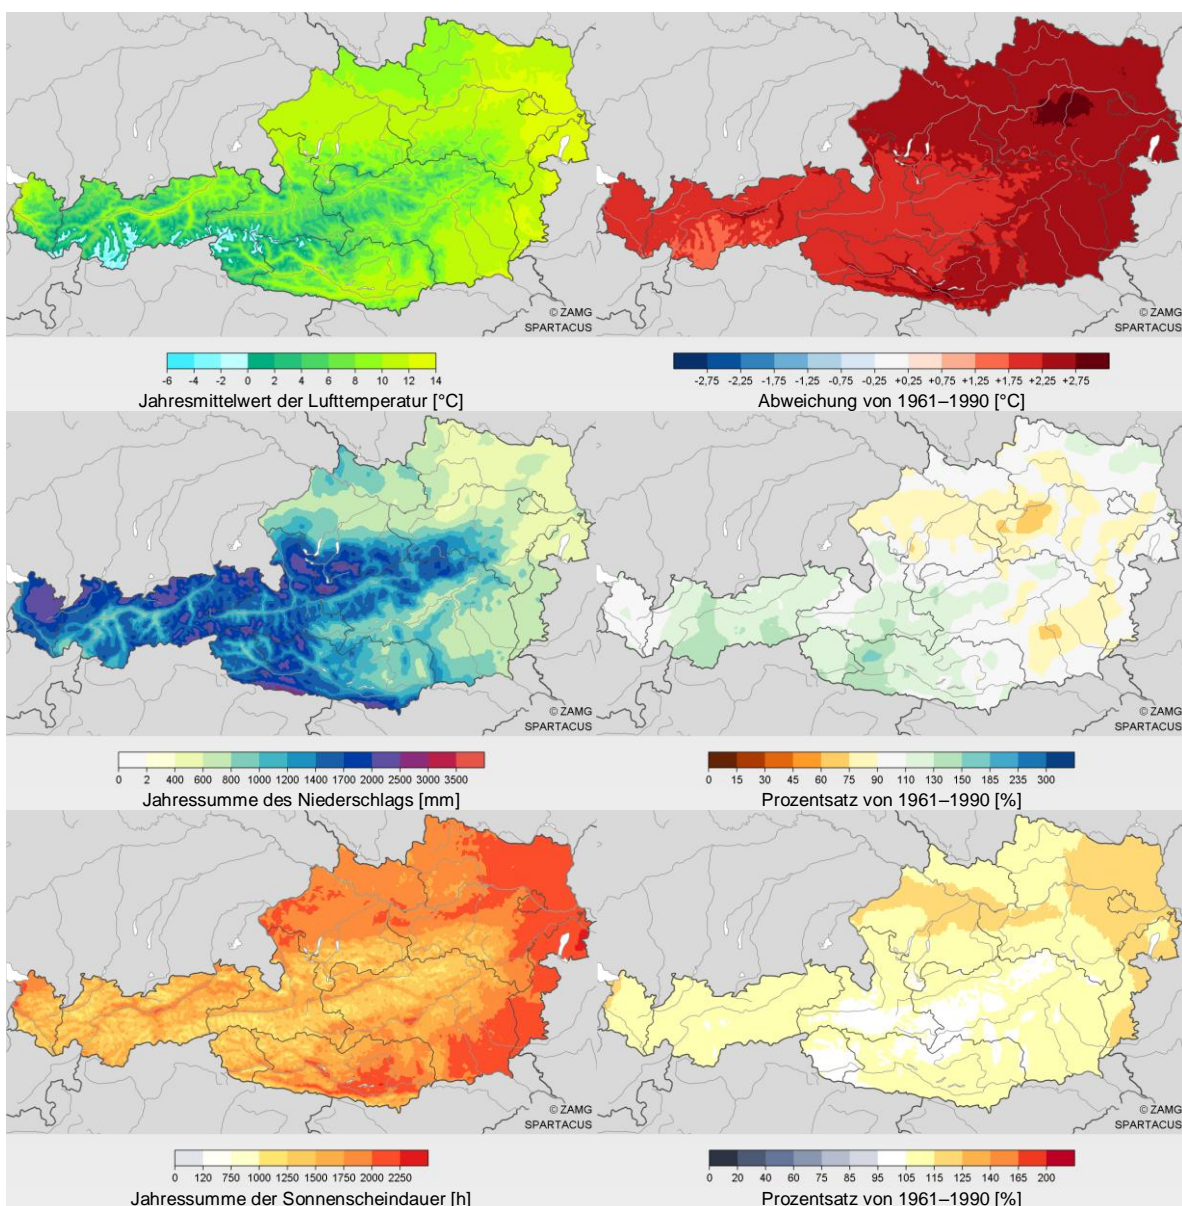 © ZAMG
SPARTACUS
© ZAMG
SPARTACUS
-6 -4 -2 0 2 4 6 8 10 12 14
Jahresmittelwert der Lufttemperatur [°C]
-2,75 -2,25 -1,75 -1,25 -0,75 -0,25 +0,25 +0,75 +1,25 +1,75 +2,25 +2,75
Abweichung von 1961–1990 [°C]
© ZAMG
SPARTACUS
© ZAMG
SPARTACUS
0 2 400 600 800 1000 1200 1400 1700 2000 2500 3000 3500
Jahressumme des Niederschlags [mm]
0 15 30 45 60 75 90 110 130 150 185 235 300
Prozentsatz von 1961–1990 [%]
© ZAMG
SPARTACUS
© ZAMG
SPARTACUS
0 120 750 1000 1250 1500 1750 2000 2250
Jahressumme der Sonnenscheindauer [h]
0 20 40 60 75 85 95 105 115 125 140 165 200
Prozentsatz von 1961–1990 [%]